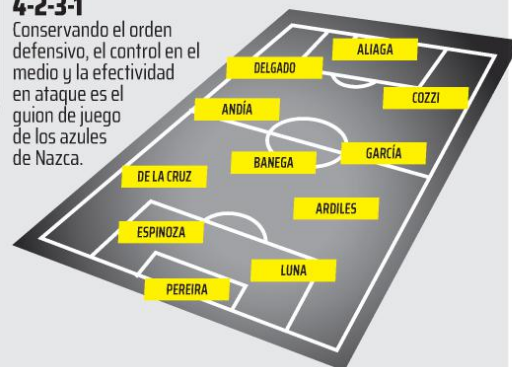 4-2-3-1
Conservando el orden
defensivo, el control en el
medio y la efectividad
en ataque es el
guion de juego
de los azules
de Nazca.
ALIAGA
DELGADO
COZZI
ANDÍA
GARCÍA
BANEGA
DE LA CRUZ
ARDILES
ESPINOZA
LUNA
PEREIRA